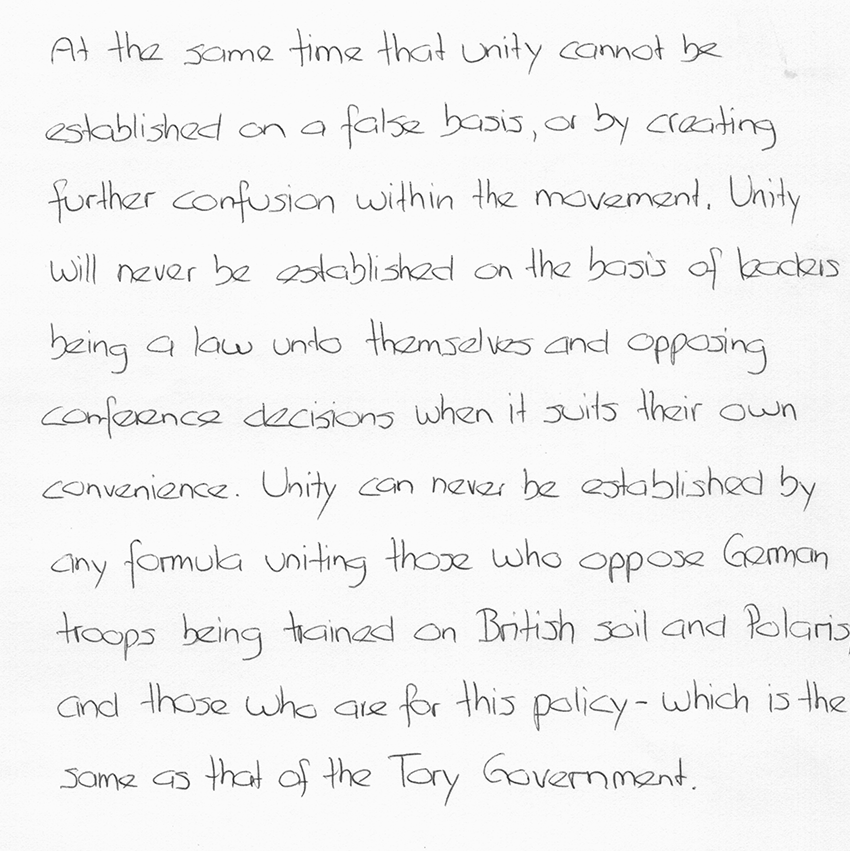 At the same time that unity cannot be
established on a false basis, or by creating
further confusion within the movement. Unity
will never be established on the basis of leaders
being a law unto themselves and opposing
conference decisions when it suits their own
convenience. Unity can never be established by
any formula uniting those who oppose German
troops being trained on British soil and Polaris,
and those who are for this policy - which is the
same as that of the Tory Government.